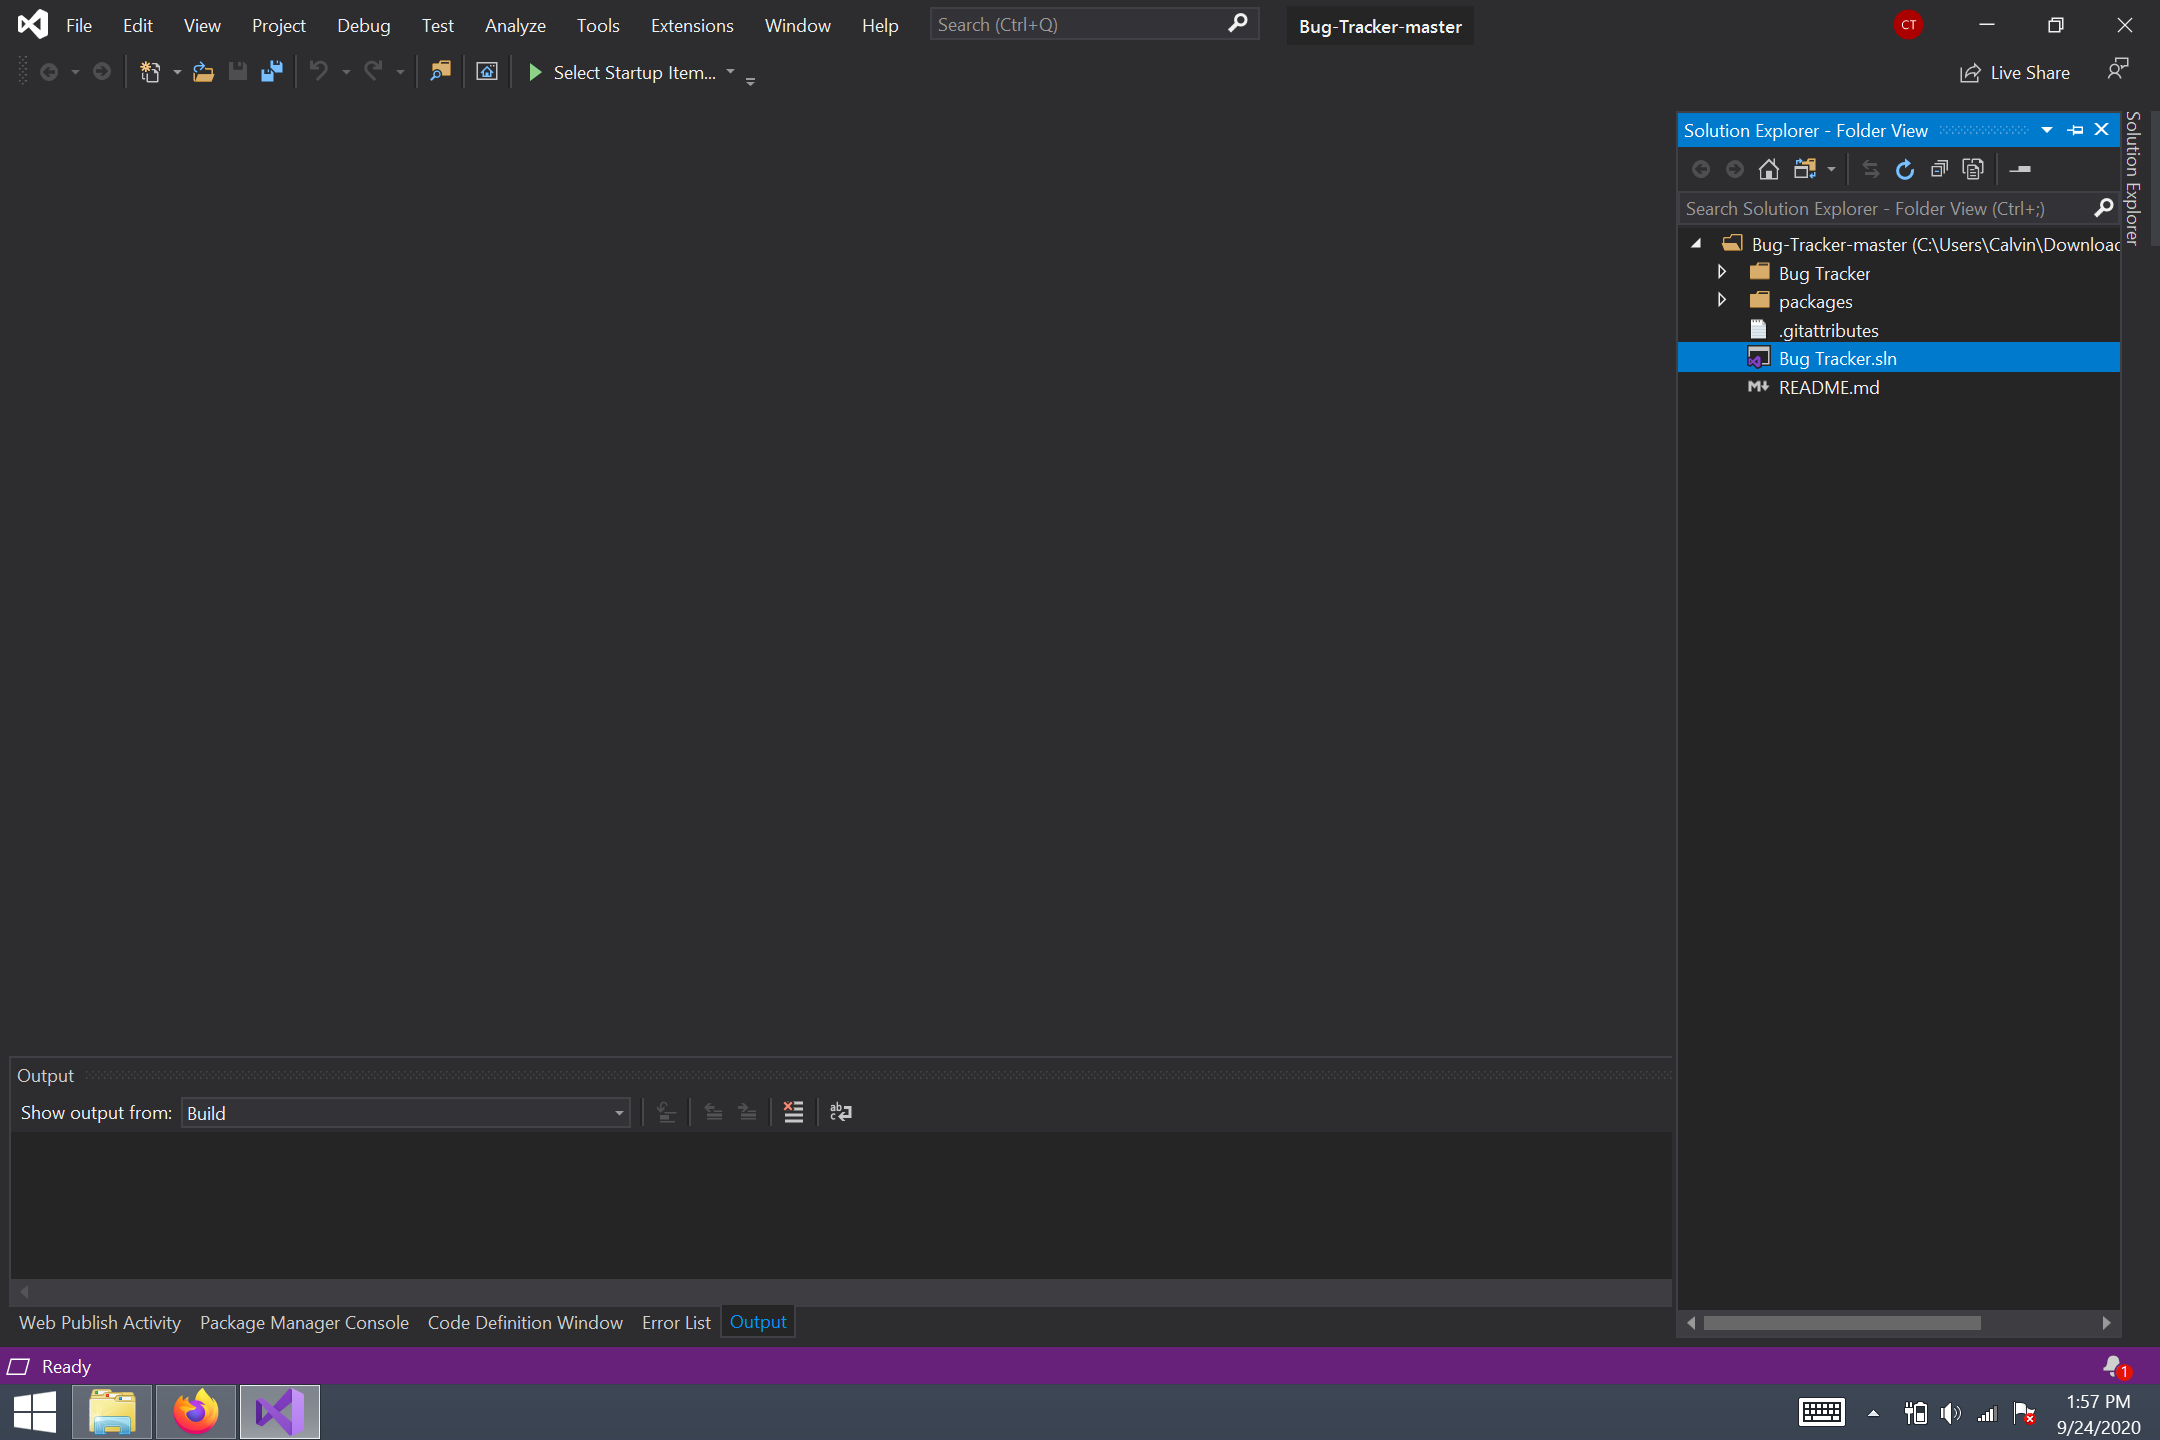 File Edit View Project Debug Test Analyze Tools Extensions Window Help Search (Ctrl+Q) Bug-Tracker-master CT
Select Startup Item... Live Share
Solution Explorer - Folder View
Solution Explorer
Search Solution Explorer - Folder View (Ctrl+;)
Bug-Tracker-master (C:\Users\Calvin\Downloac
Bug Tracker
packages
.gitattributes
Bug Tracker.sln
README.md
Output
Show output from: Build
Web Publish Activity Package Manager Console Code Definition Window Error List Output
Ready 1
1:57 PM
9/24/2020